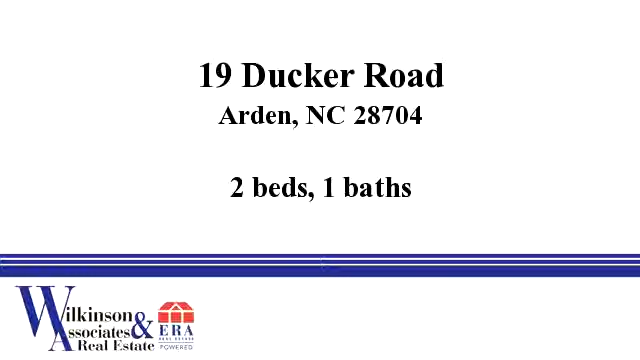 19 Ducker Road
Arden, NC 28704
2 beds, 1 baths
Wilkinson &
Associates
Real Estate
ERA
REAL ESTATE
POWERED